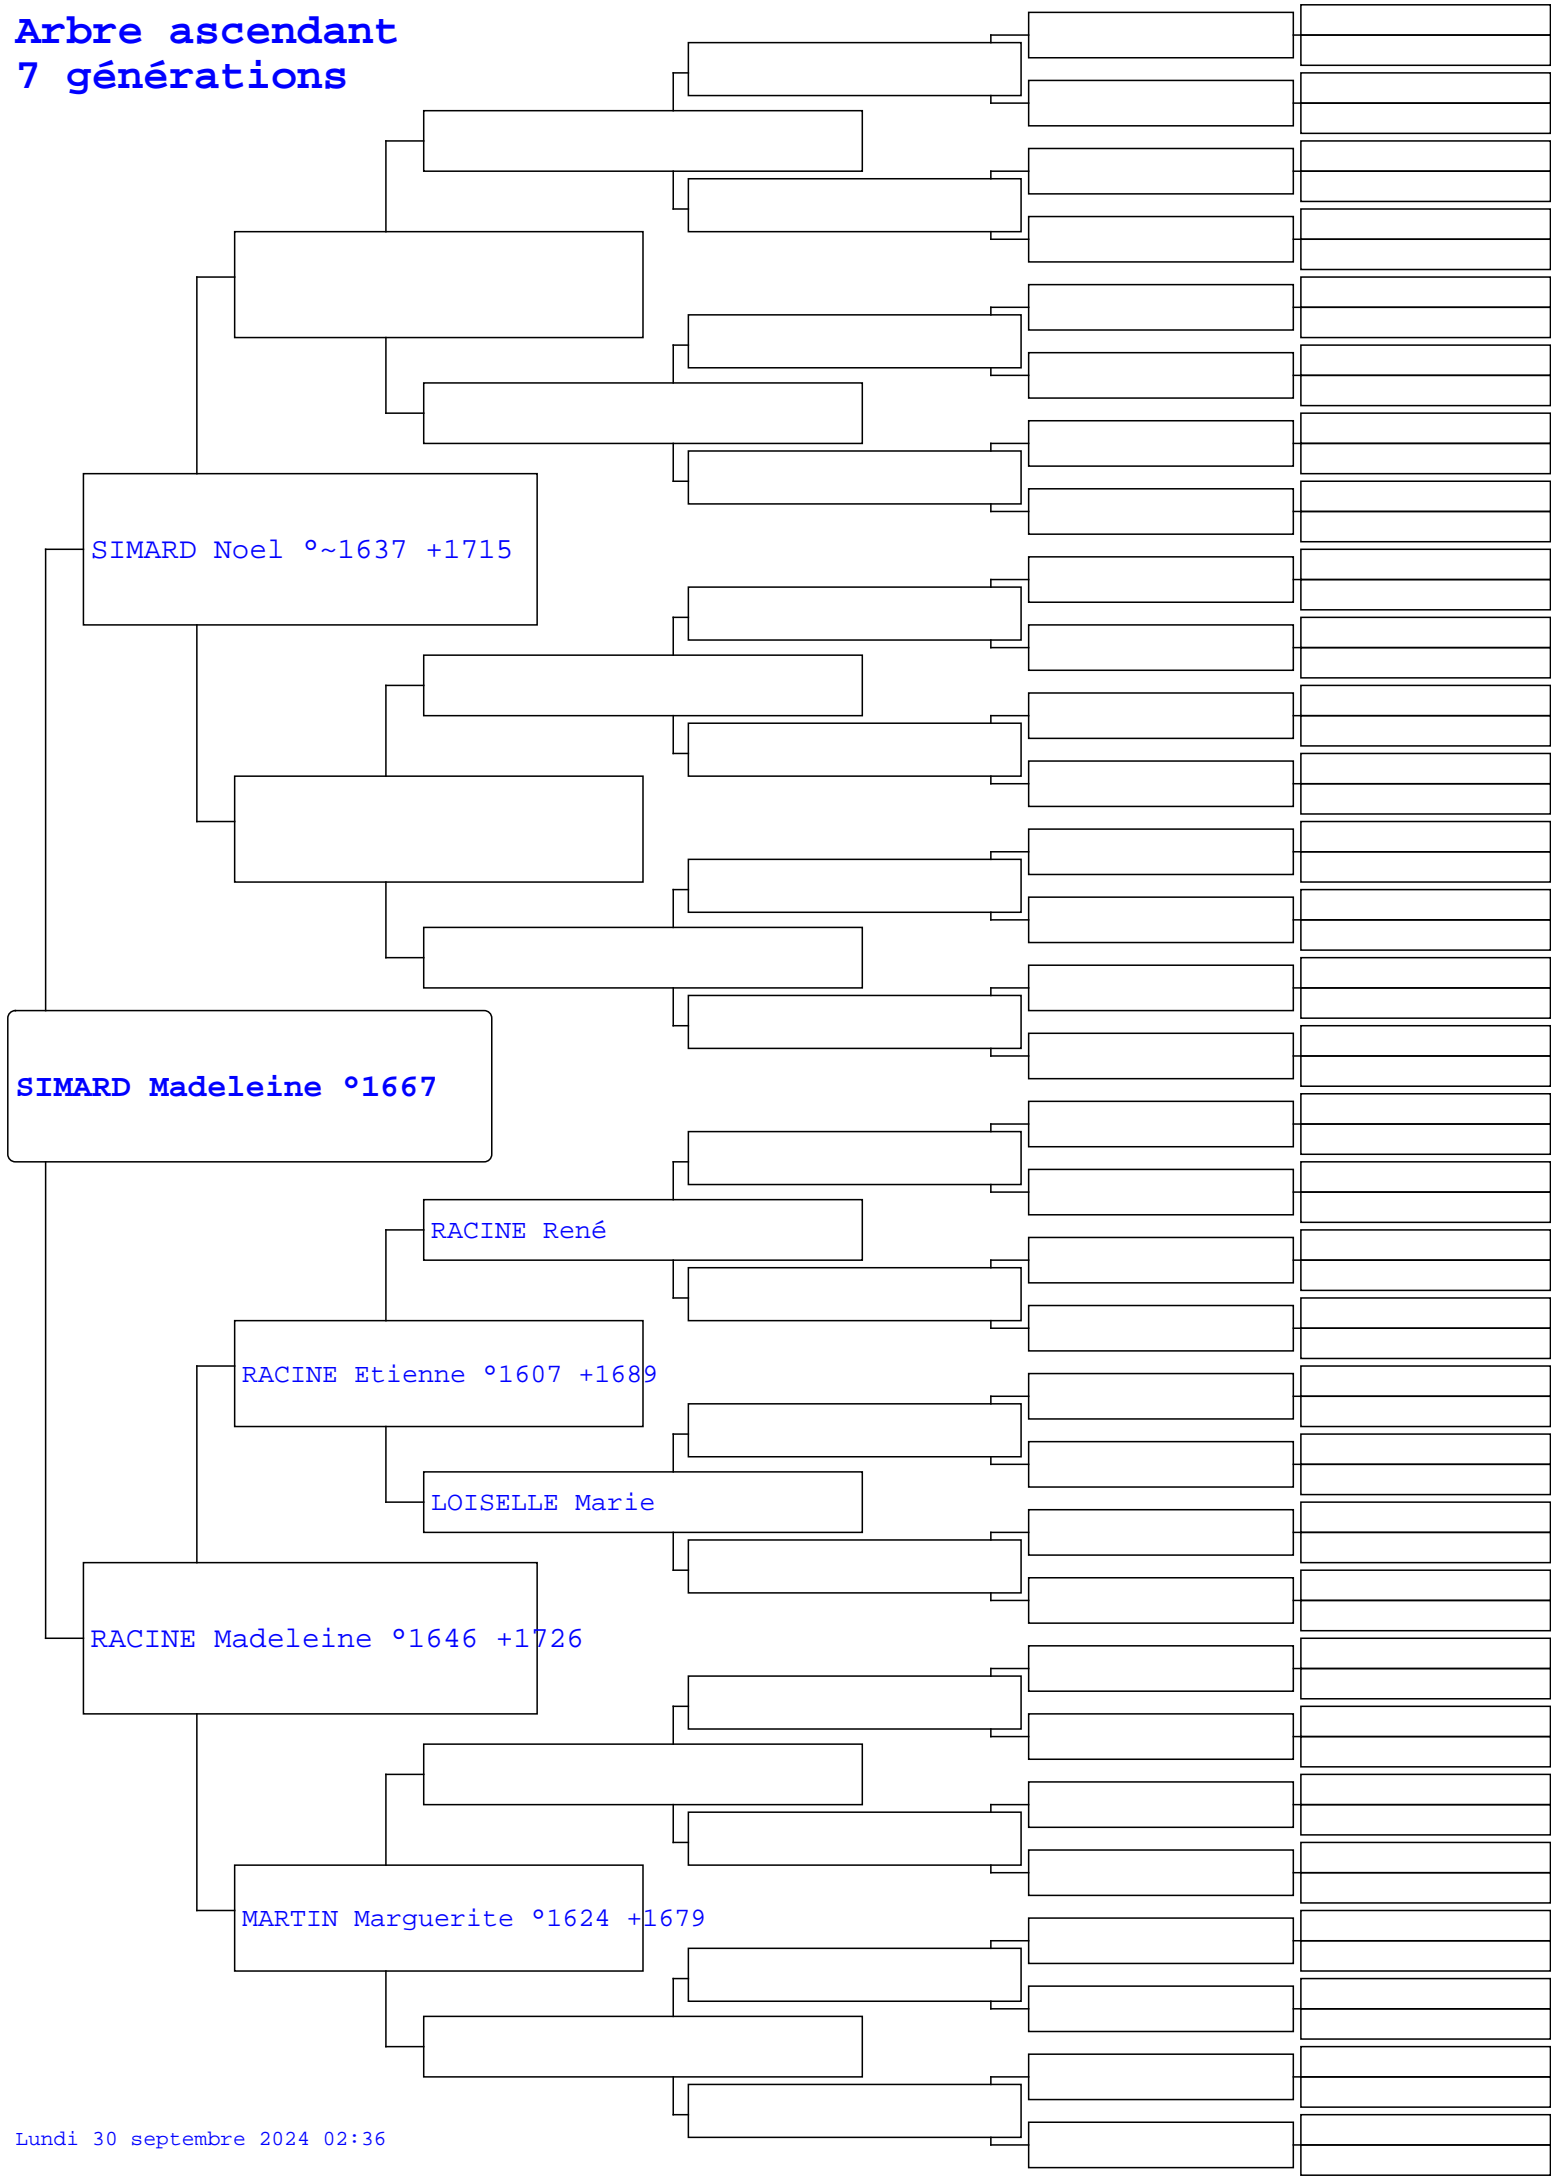 Arbre ascendant
7 générations
SIMARD Noel °~1637 +1715
SIMARD Madeleine °1667
RACINE René
RACINE Etienne °1607 +1689
LOISELLE Marie
RACINE Madeleine °1646 +1726
MARTIN Marguerite °1624 +1679
Lundi 30 septembre 2024 02:36